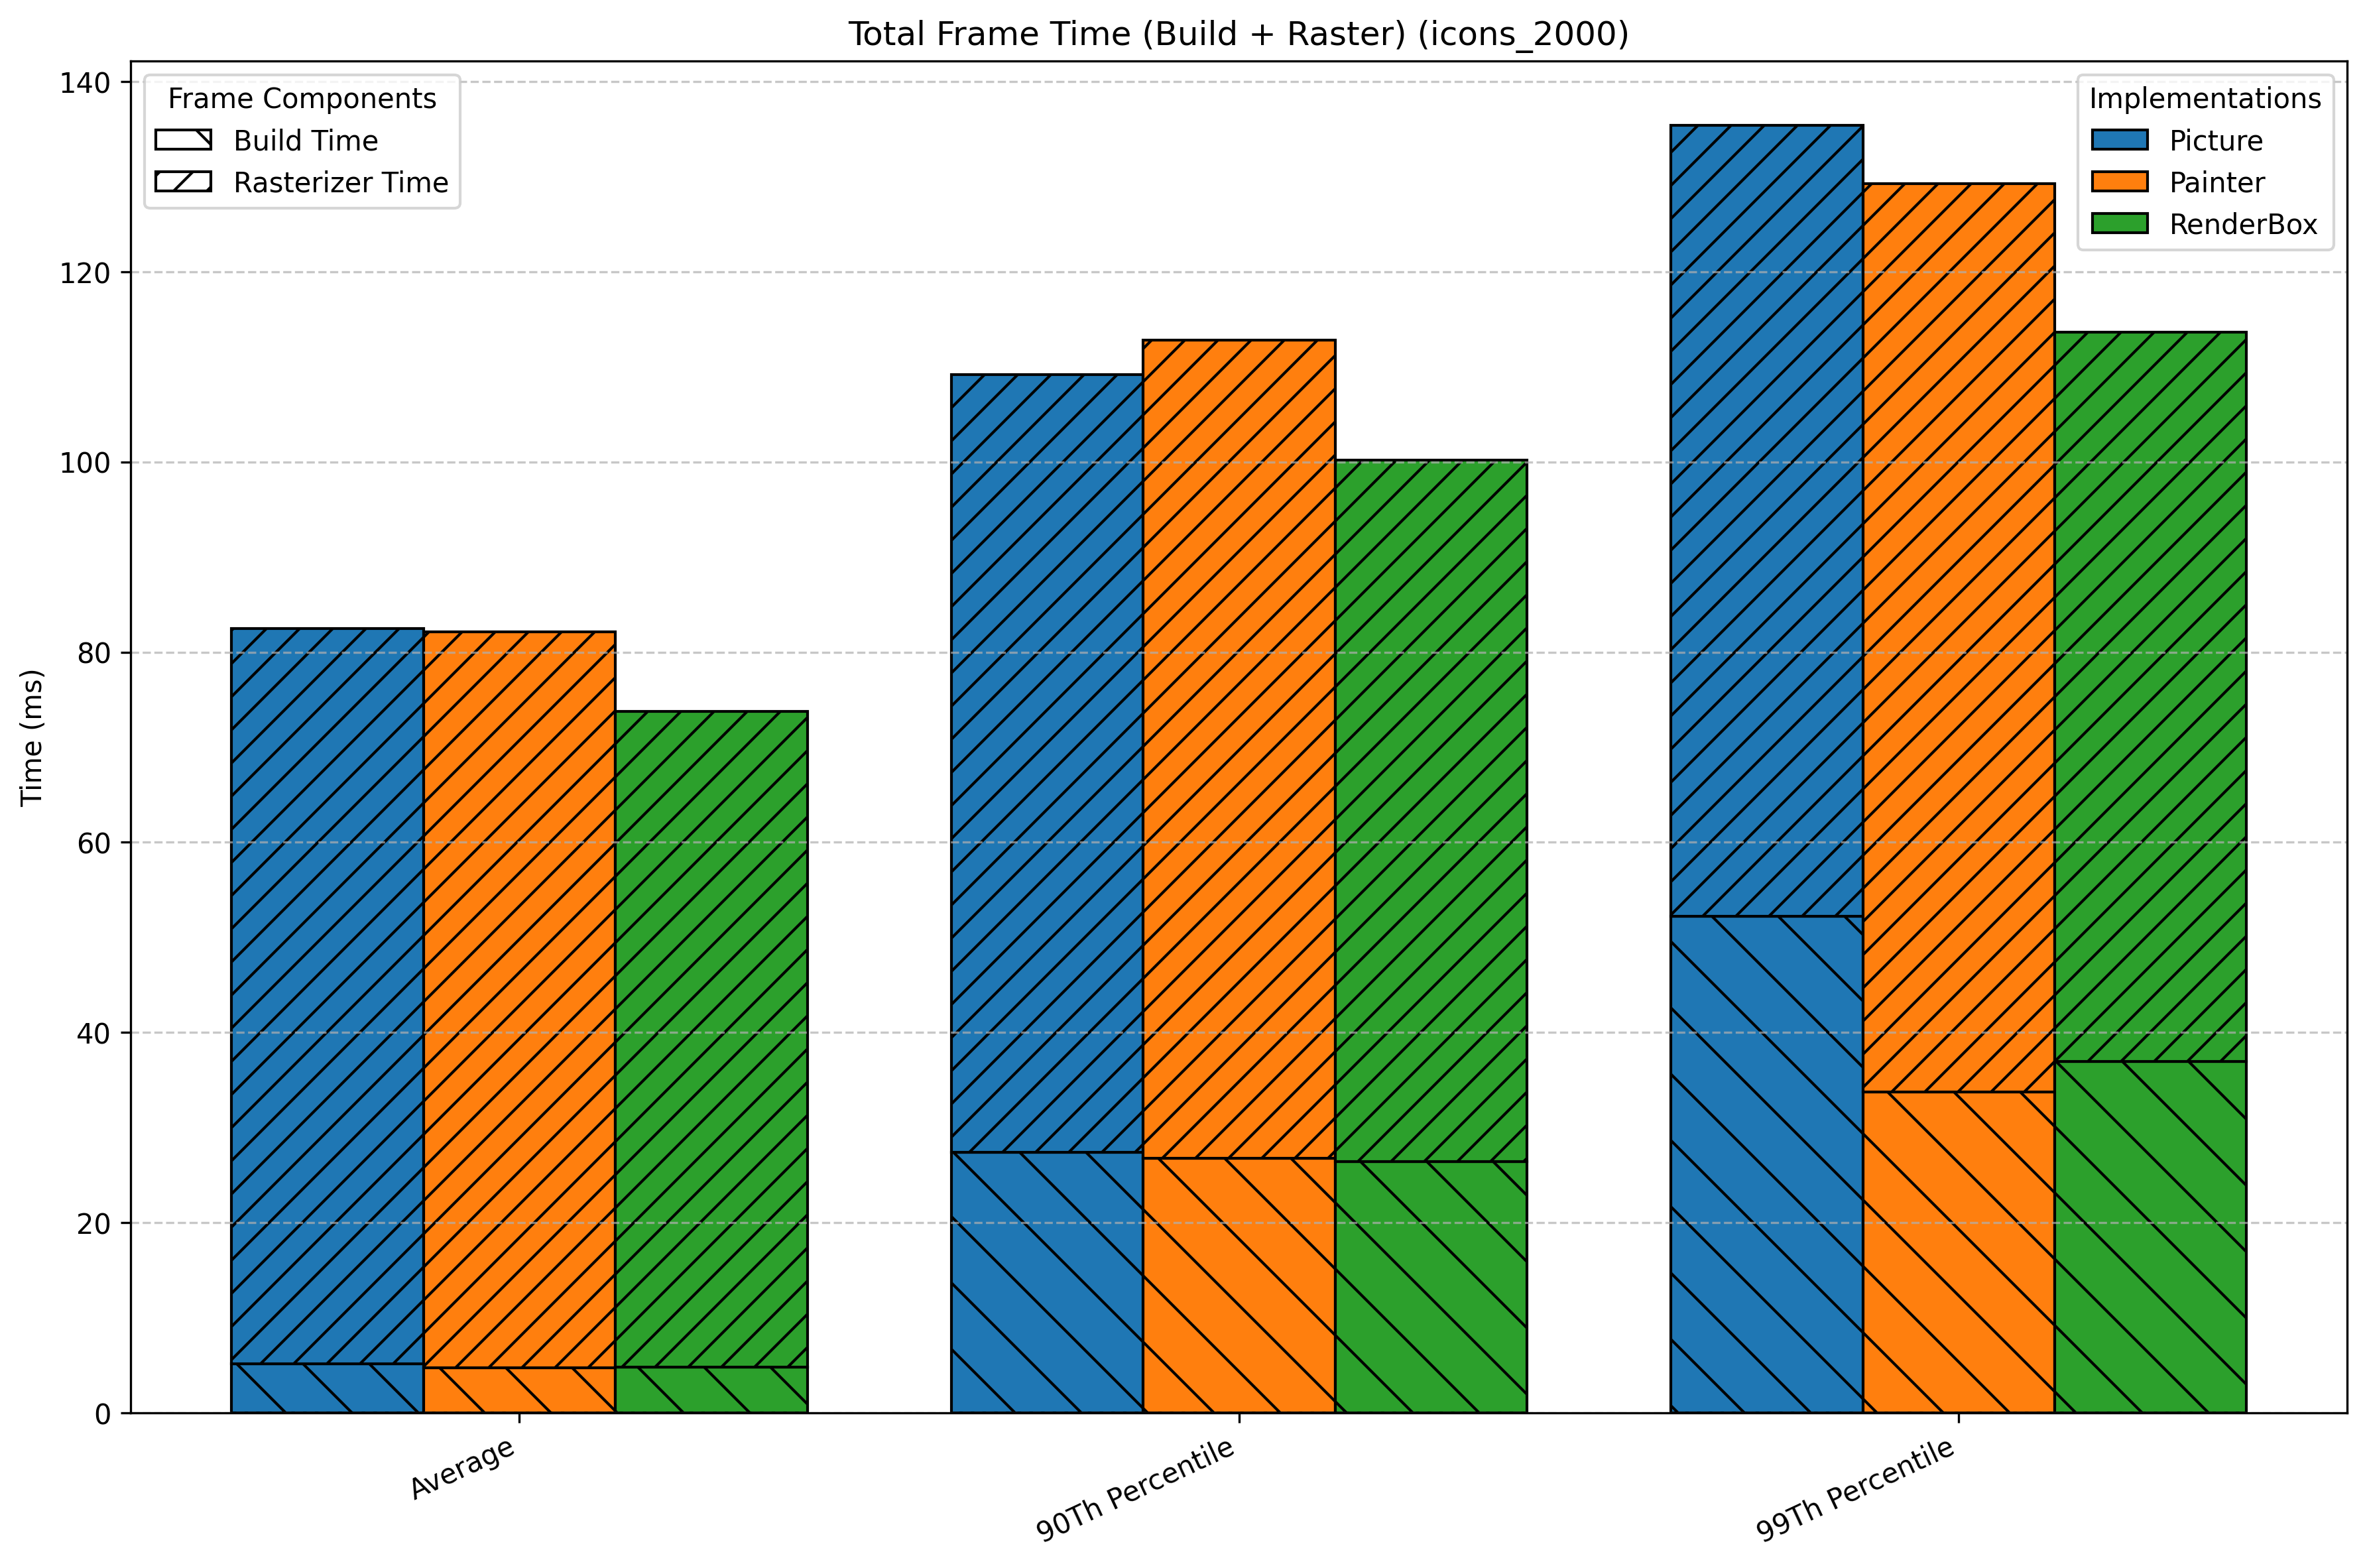 Total Frame Time (Build + Raster) (icons_2000)
Frame Components
Build Time
Rasterizer Time
Implementations
Picture
Painter
RenderBox
Time (ms)
140
120
100
80
60
40
20
0
Average
90Th Percentile
99Th Percentile